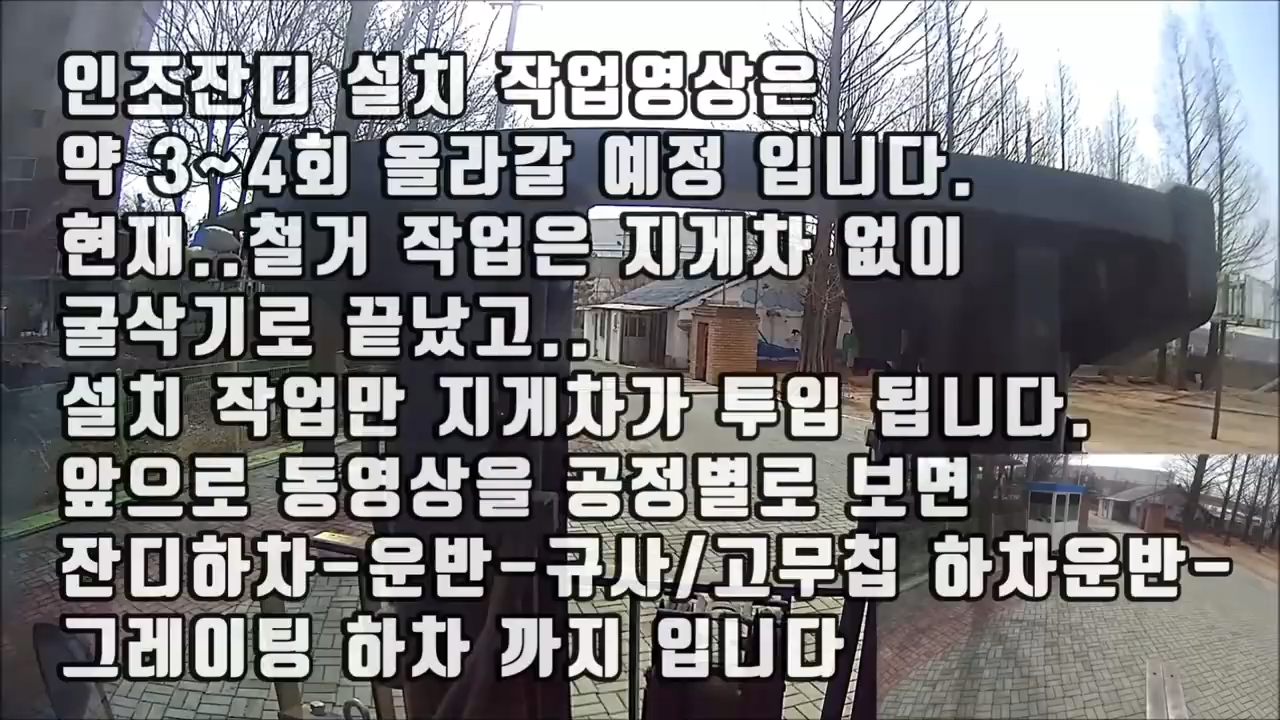 인조잔디 설치 작업영상은
약 3~4회 올라갈 예정 입니다.
현재..철거 작업은 지게차 없이
굴삭기로 끝났고..
설치 작업만 지게차가 투입 됩니다.
앞으로 동영상을 공정별로 보면
잔디하차-운반-규사/고무칩 하차운반-
그레이팅 하차 까지 입니다